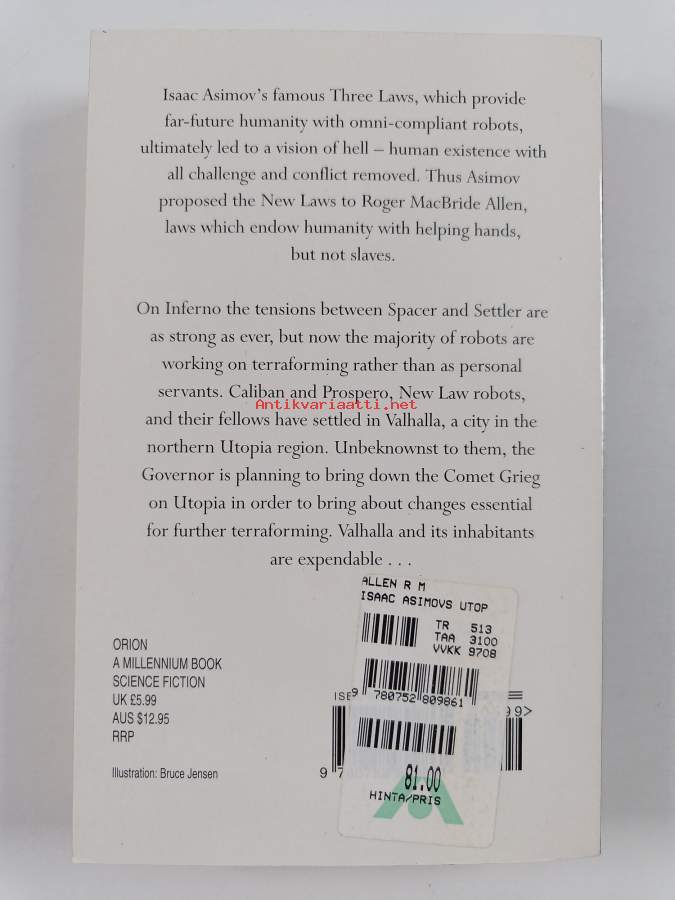 Isaac Asimov's famous Three Laws, which provide
far-future humanity with omni-compliant robots,
ultimately led to a vision of hell – human existence with
all challenge and conflict removed. Thus Asimov
proposed the New Laws to Roger MacBride Allen,
laws which endow humanity with helping hands,
but not slaves.
On Inferno the tensions between Spacer and Settler are
as strong as ever, but now the majority of robots are
working on terraforming rather than as personal
servants. Caliban and Prospero, New Law robots,
Antikvariaatti.net
and their fellows have settled in Valhalla, a city in the
northern Utopia region. Unbeknownst to them, the
Governor is planning to bring down the Comet Grieg
on Utopia in order to bring about changes essential
for further terraforming. Valhalla and its inhabitants
are expendable . . .
ALLEN R M
ISAAC ASIMOVS UTOP
TR 513
TAA 3100
VVKK 9708
9 780752 809861
81.00
HINTA/PRIS
ORION
A MILLENNIUM BOOK
SCIENCE FICTION
UK £5.99
AUS $12.95
RRP
Illustration: Bruce Jensen
9 7
99>